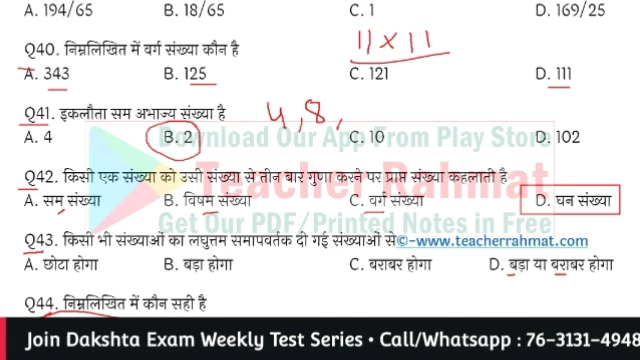 A. 194/65 B. 18/65 C. 1 D. 169/25
11 × 11
Q40. निम्नलिखित में वर्ग संख्या कौन है
A. 343 B. 125 C. 121 D. 111
Q41. इकलौता सम अभाज्य संख्या है
4, 8,
A. 4 B. 2 C. 10 D. 102
Download Our App From Play Store
Q42. किसी एक संख्या को उसी संख्या से तीन बार गुणा करने पर प्राप्त संख्या कहलाती है
Teacher Rahmat
A. सम संख्या B. विषम संख्या C. वर्ग संख्या D. घन संख्या
Get Our PDF/Printed Notes in Free
Q43. किसी भी संख्याओं का लघुत्तम समापवर्तक दी गई संख्याओं से ©-www.teacherrahmat.com
A. छोटा होगा B. बड़ा होगा C. बराबर होगा D. बड़ा या बराबर होगा
Q44. निम्नलिखित में कौन सही है
Join Dakshta Exam Weekly Test Series • Call/Whatsapp : 76-3131-4948